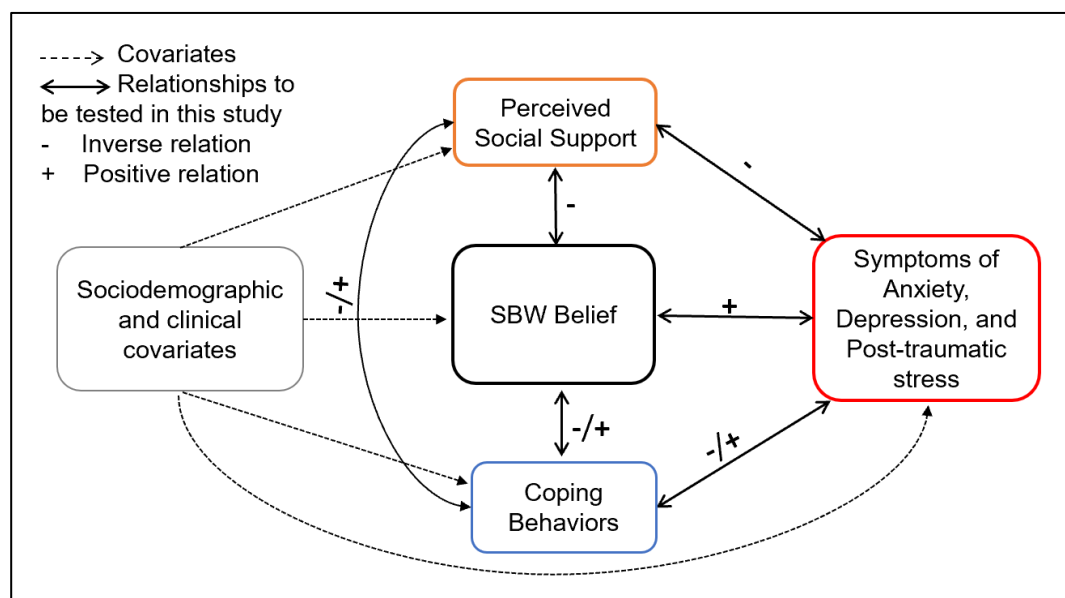 Covariates
Relationships to
be tested in this study
- Inverse relation
+ Positive relation
Perceived
Social Support
-
-
Sociodemographic
and clinical
covariates
-/+
SBW Belief
+
Symptoms of
Anxiety,
Depression, and
Post-traumatic
stress
-/+
-/+
Coping
Behaviors